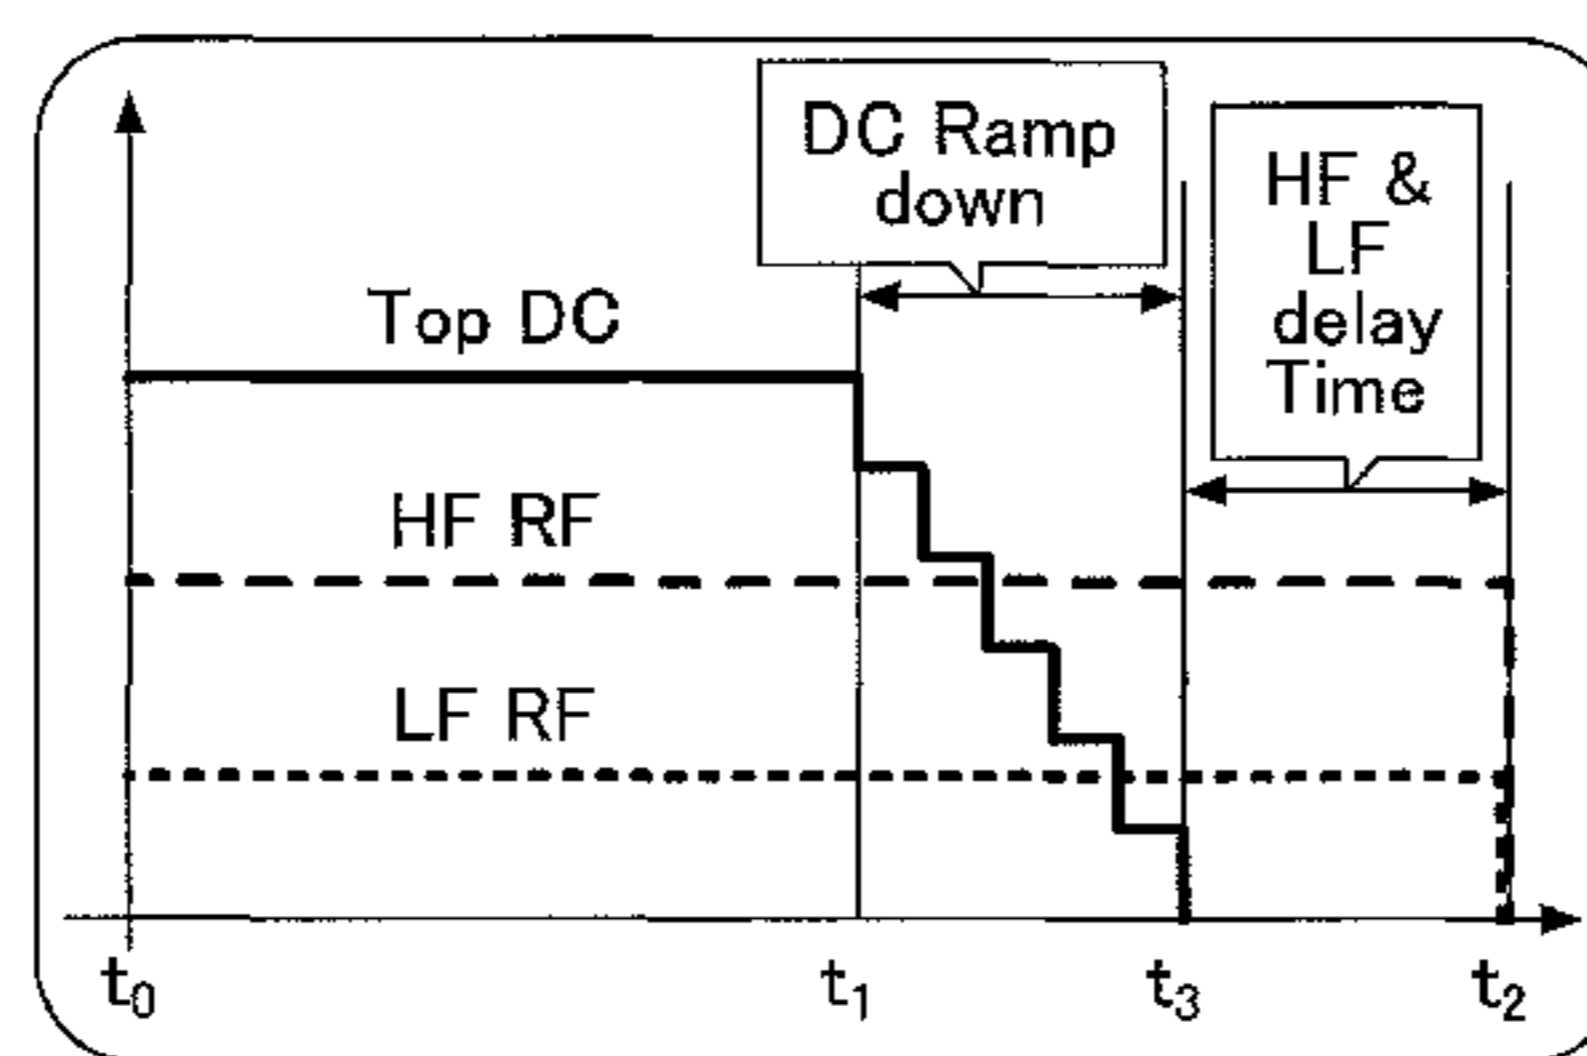 DC Ramp
down
HF &
LF
delay
Time
Top DC
HF RF
LF RF
t₀
t₁
t₃
t₂